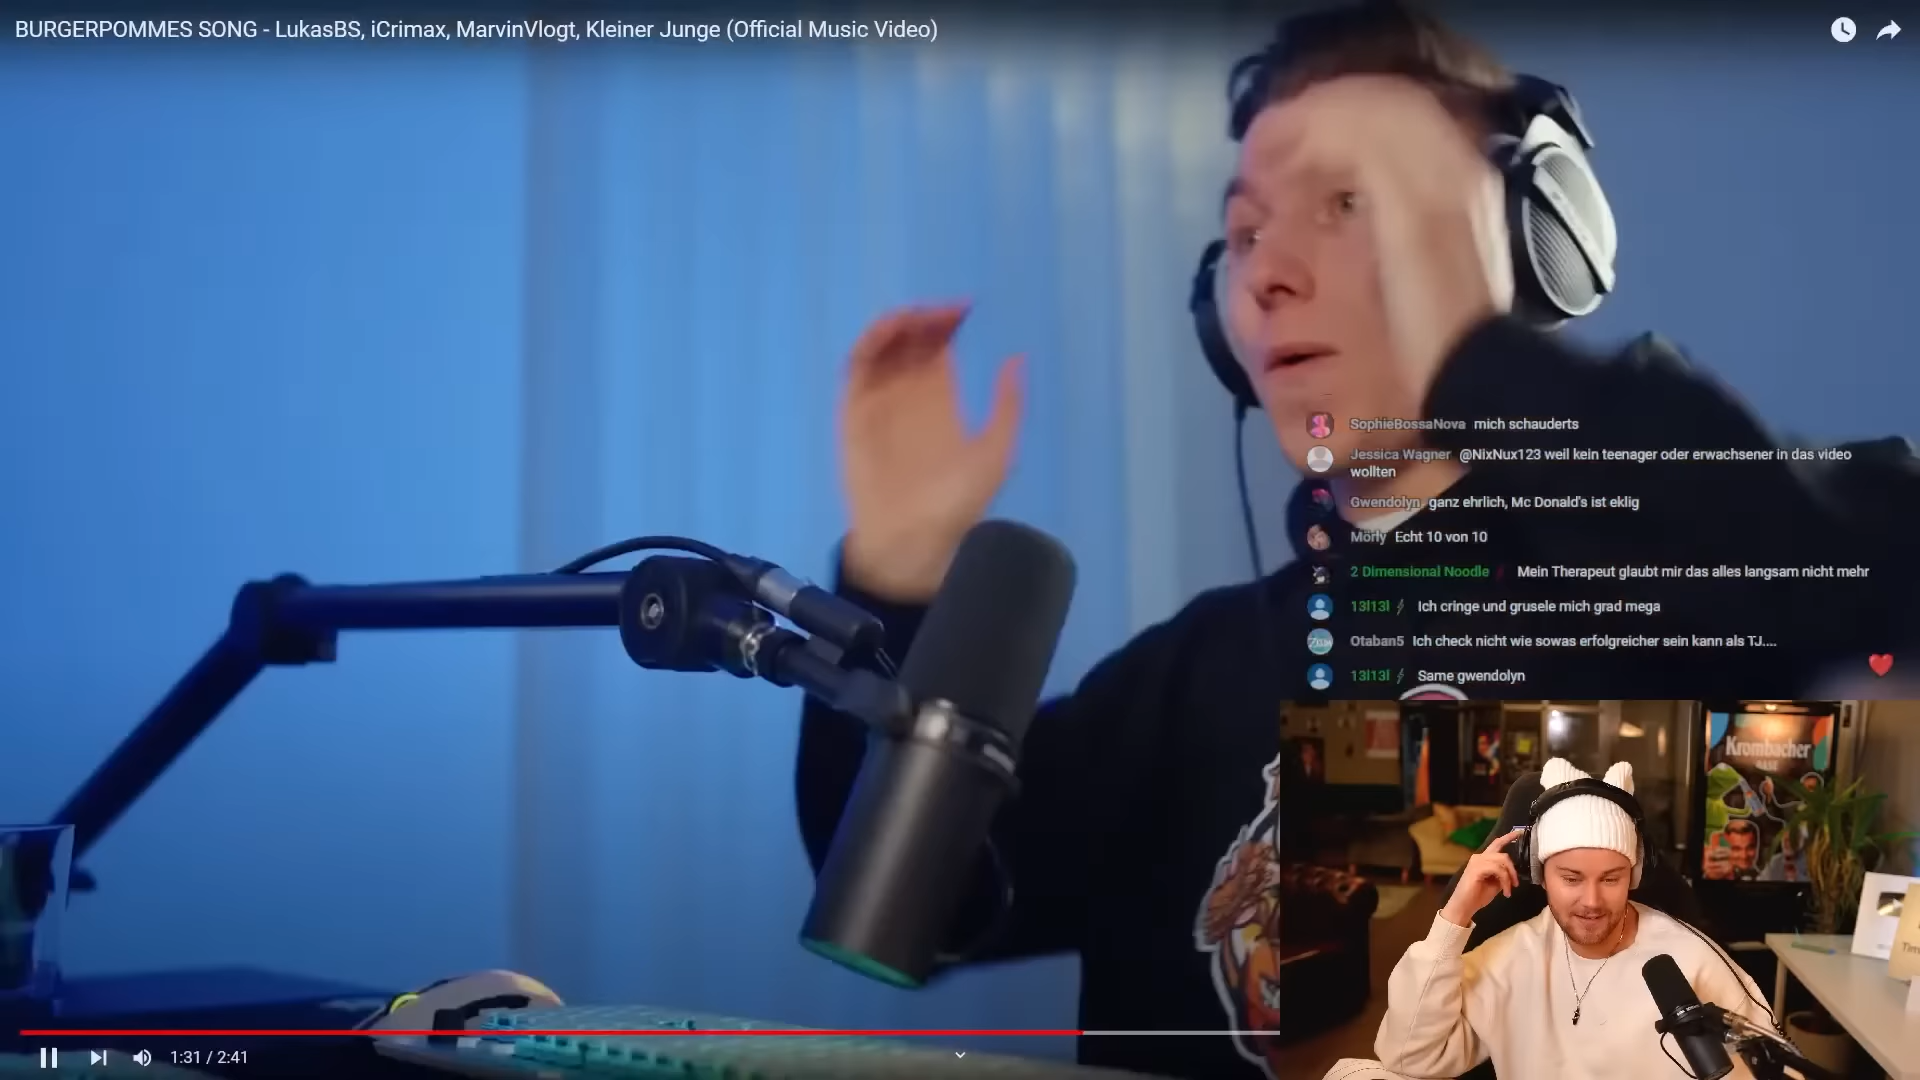 BURGERPOMMES SONG - LukasBS, iCrimax, MarvinVlogt, Kleiner Junge (Official Music Video)
SophieBossaNova mich schauderts
Jessica Wagner @NixNux123 weil kein teenager oder erwachsener in das video
wollten
Gwendolyn ganz ehrlich, Mc Donald's ist eklig
Mörly Echt 10 von 10
2 Dimensional Noodle Mein Therapeut glaubt mir das alles langsam nicht mehr
13l13l Ich cringe und grusele mich grad mega
Otaban5 Ich check nicht wie sowas erfolgreicher sein kann als TJ....
13l13l Same gwendolyn
Krombacher
1:31 / 2:41